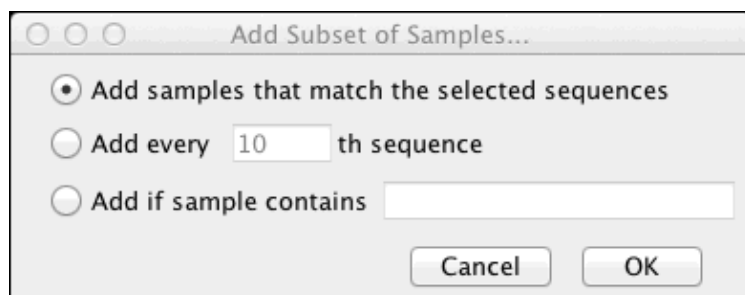 Add Subset of Samples...
Add samples that match the selected sequences
Add every 10 th sequence
Add if sample contains
Cancel OK